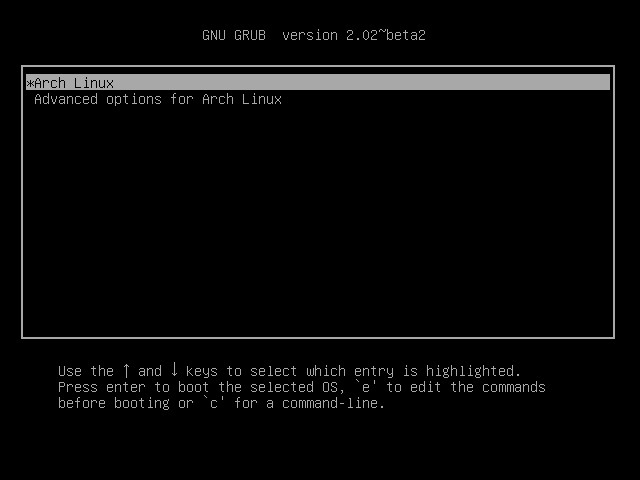 GNU GRUB  version 2.02~beta2
*Arch Linux
Advanced options for Arch Linux
Use the ↑ and ↓ keys to select which entry is highlighted.
Press enter to boot the selected OS, `e' to edit the commands
before booting or `c' for a command-line.